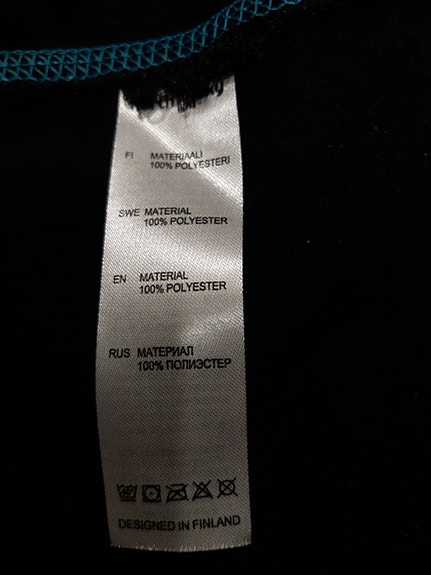 FI MATERIAALI
100% POLYESTERI
SWE MATERIAL
100% POLYESTER
EN MATERIAL
100% POLYESTER
RUS МАТЕРИАЛ
100% ПОЛИЭСТЕР
DESIGNED IN FINLAND